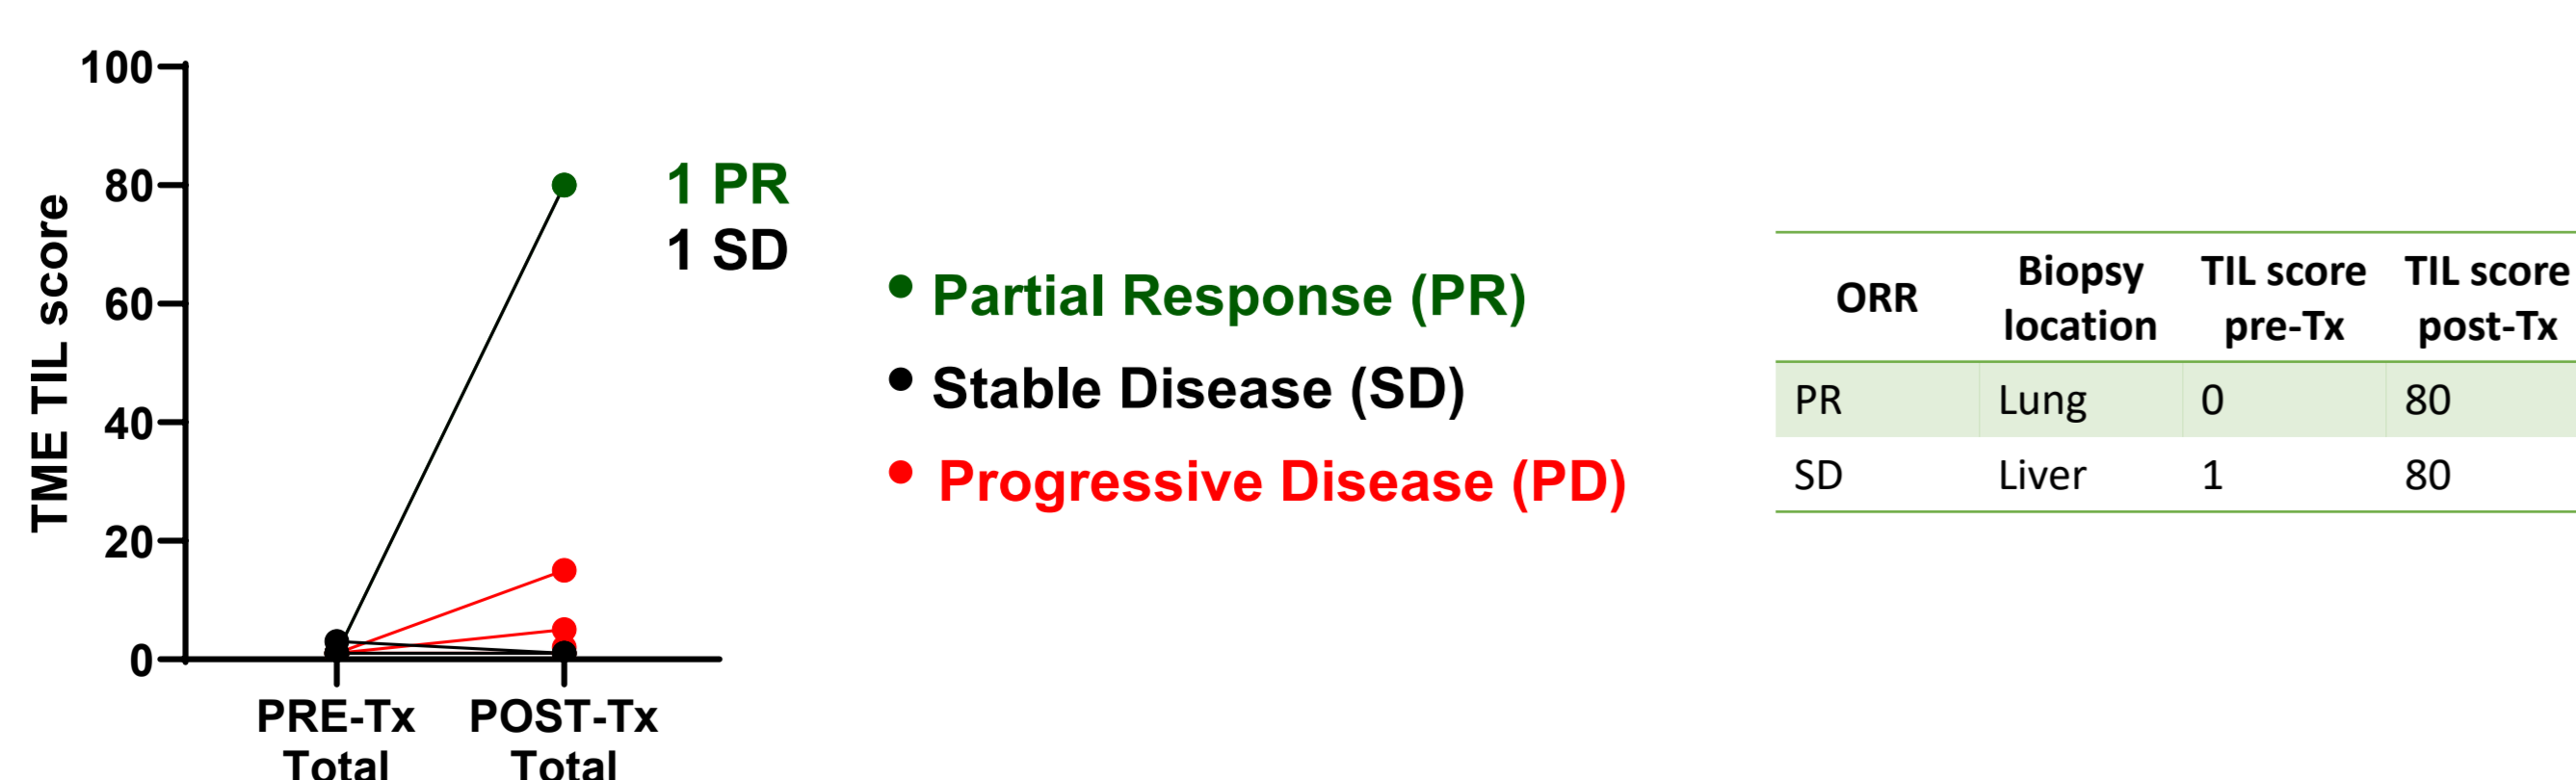 100
80
60
40
20
0
TME TIL score
PRE-Tx
Total
POST-Tx
Total
1 PR
1 SD
• Partial Response (PR)
• Stable Disease (SD)
• Progressive Disease (PD)
ORR Biopsy location TIL score pre-Tx TIL score post-Tx
PR Lung 0 80
SD Liver 1 80